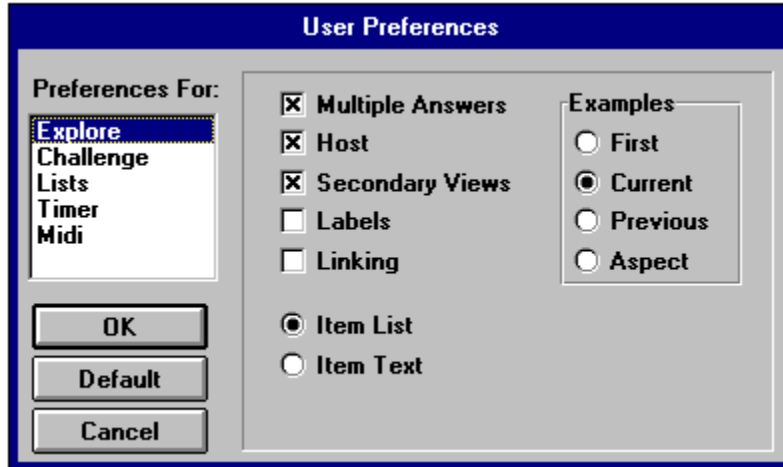 User Preferences
Preferences For:
Explore
Challenge
Lists
Timer
Midi
OK
Default
Cancel
Multiple Answers
Host
Secondary Views
Labels
Linking
Item List
Item Text
Examples
First
Current
Previous
Aspect